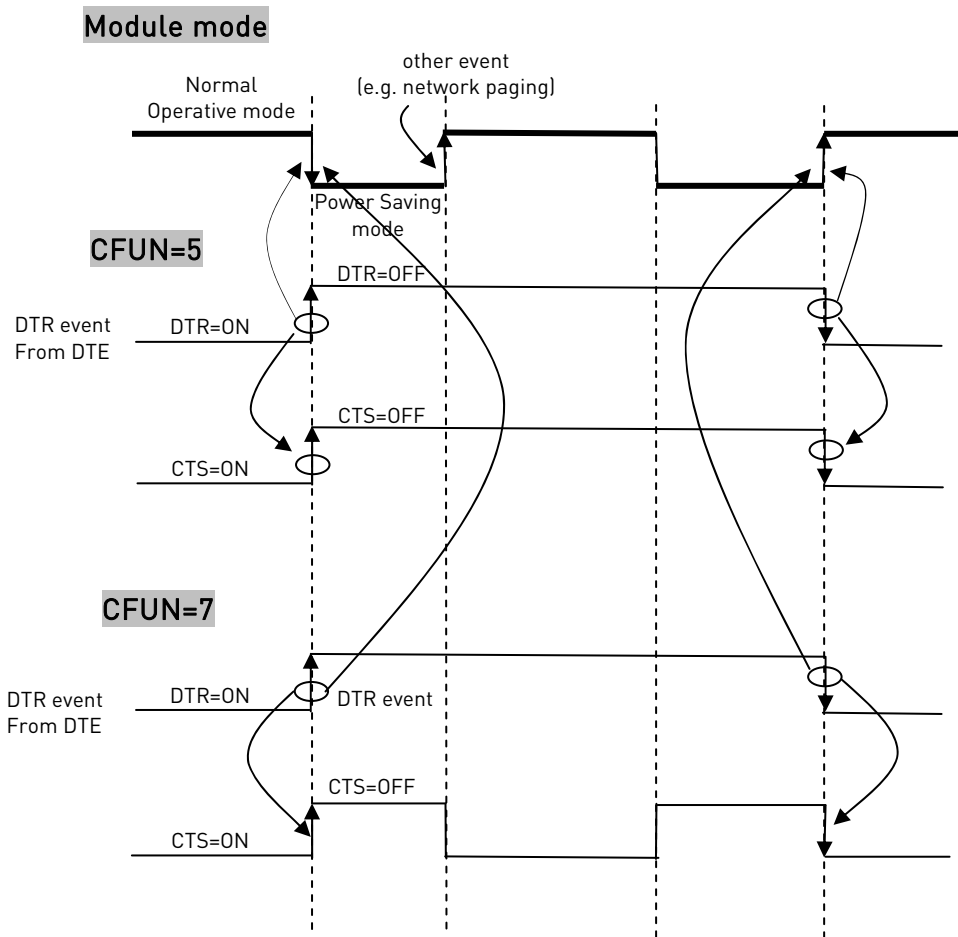 Module mode
other event
(e.g. network paging)
Normal
Operative mode
Power Saving
mode
CFUN=5
DTR=OFF
DTR event
From DTE
DTR=ON
CTS=OFF
CTS=ON
CFUN=7
DTR event
From DTE
DTR=ON
DTR event
CTS=OFF
CTS=ON